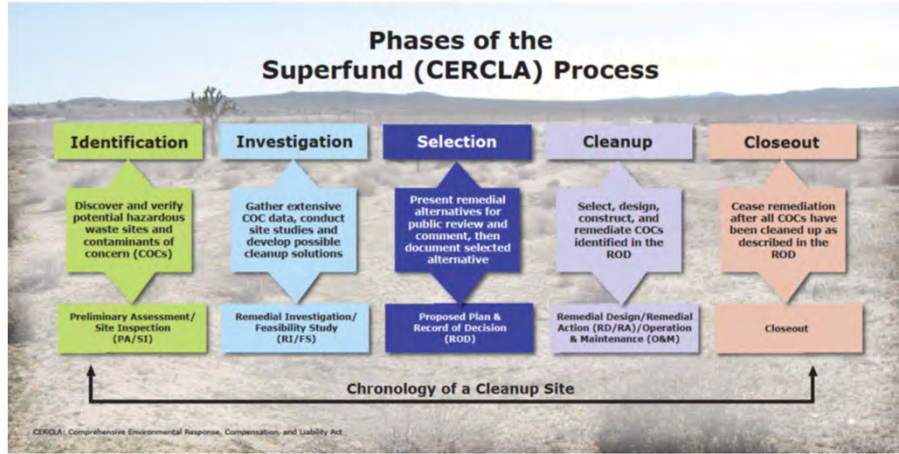 Phases of the
Superfund (CERCLA) Process
Identification
Investigation
Selection
Cleanup
Closeout
Discover and verify
potential hazardous
waste sites and
contaminants of
concern (COCs)
Gather extensive
COC data, conduct
site studies and
develop possible
cleanup solutions
Present remedial
alternatives for
public review and
comment, then
document selected
alternative
Select, design,
construct, and
remediate COCs
identified in the
ROD
Cease remediation
after all COCs have
been cleaned up as
described in the
ROD
Preliminary Assessment/
Site Inspection
(PA/SI)
Remedial Investigation/
Feasibility Study
(RI/FS)
Proposed Plan &
Record of Decision
(ROD)
Remedial Design/Remedial
Action (RD/RA)/Operation
& Maintenance (O&M)
Closeout
Chronology of a Cleanup Site
CERCLA: Comprehensive Environmental Response, Compensation, and Liability Act